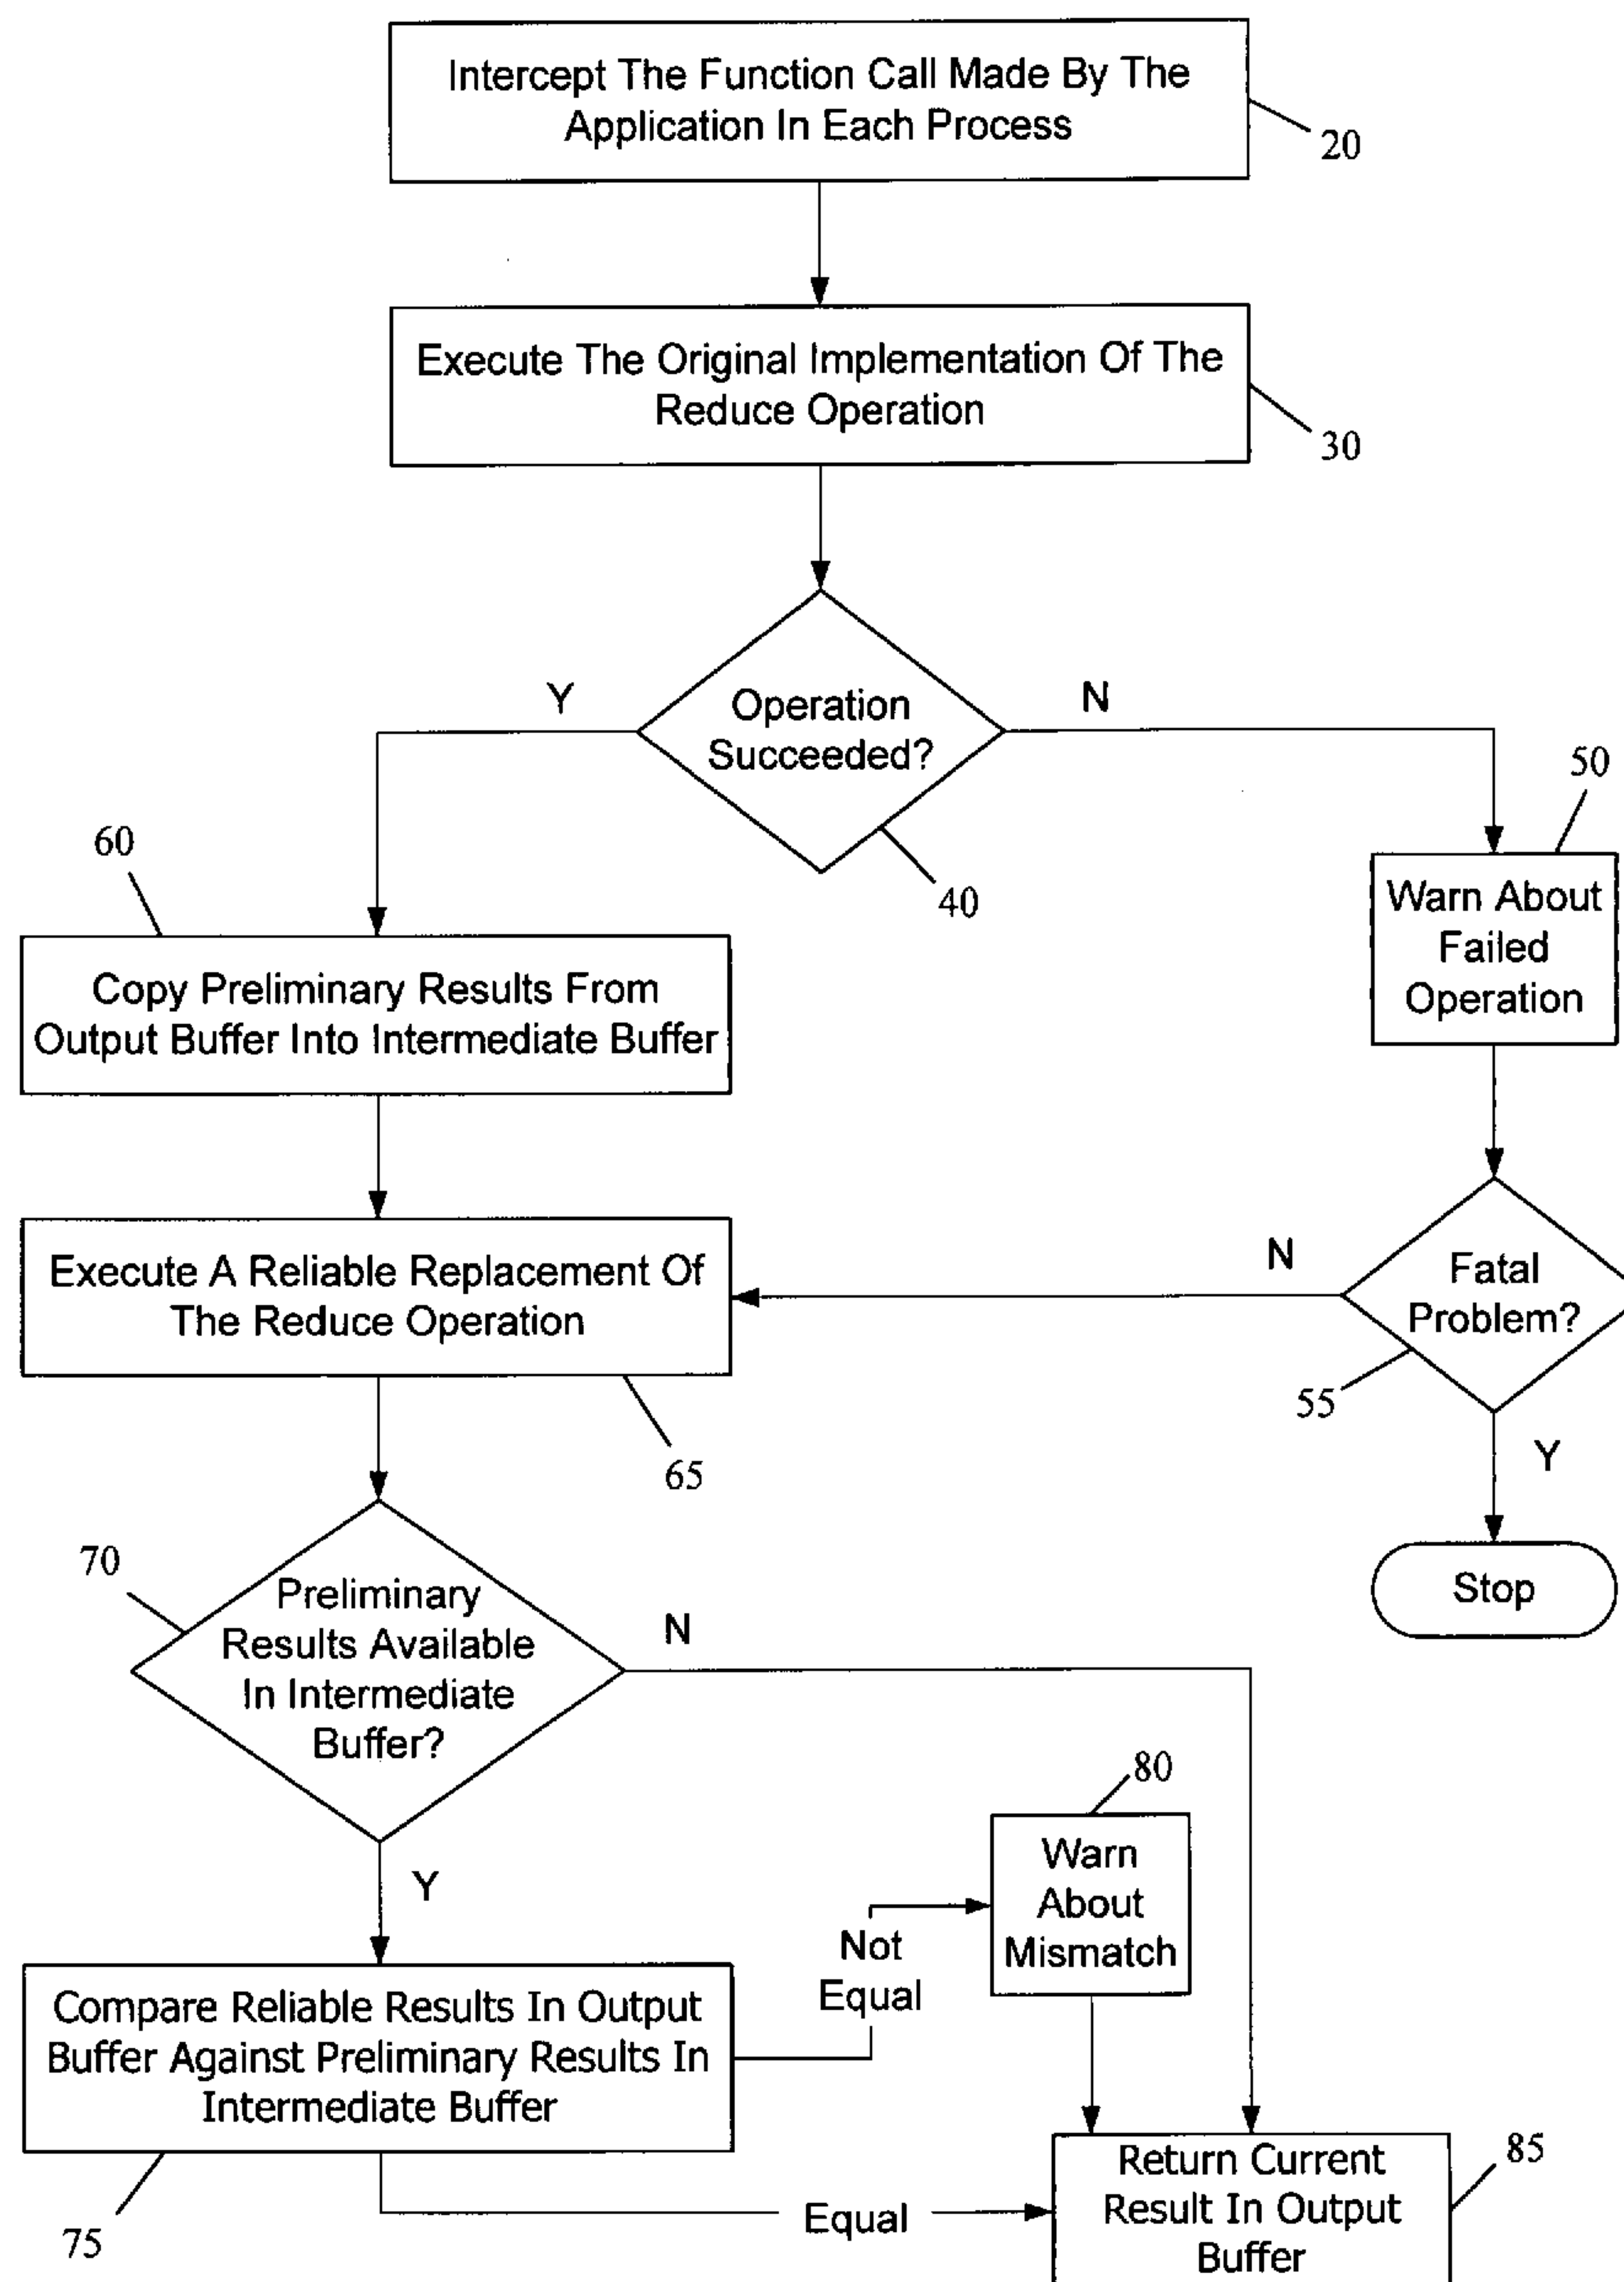 Intercept The Function Call Made By The
Application In Each Process
20
Execute The Original Implementation Of The
Reduce Operation
30
Operation
Succeeded?
Y
N
40
50
Warn About
Failed
Operation
60
Copy Preliminary Results From
Output Buffer Into Intermediate Buffer
Execute A Reliable Replacement Of
The Reduce Operation
65
N
Fatal
Problem?
55
Y
Stop
70
Preliminary
Results Available
In Intermediate
Buffer?
N
Y
80
Warn
About
Mismatch
Not
Equal
Compare Reliable Results In Output
Buffer Against Preliminary Results In
Intermediate Buffer
75
Equal
Return Current
Result In Output
Buffer
85